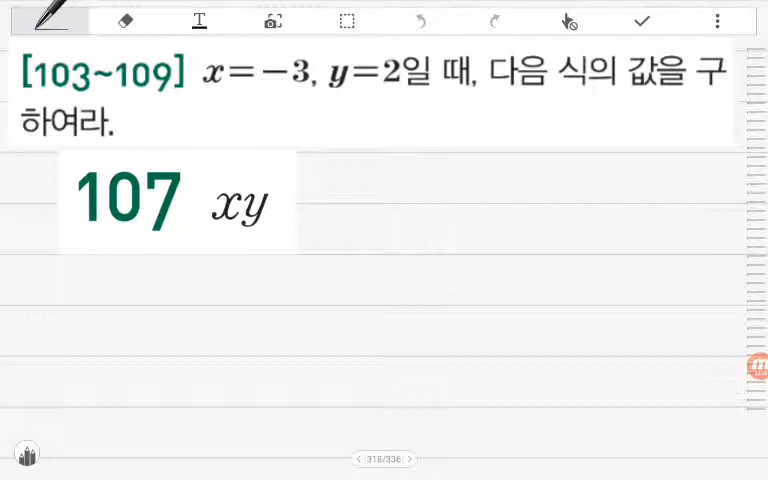 T
[103~109] x=-3, y=2일 때, 다음 식의 값을 구
하여라.
107 xy
318/336